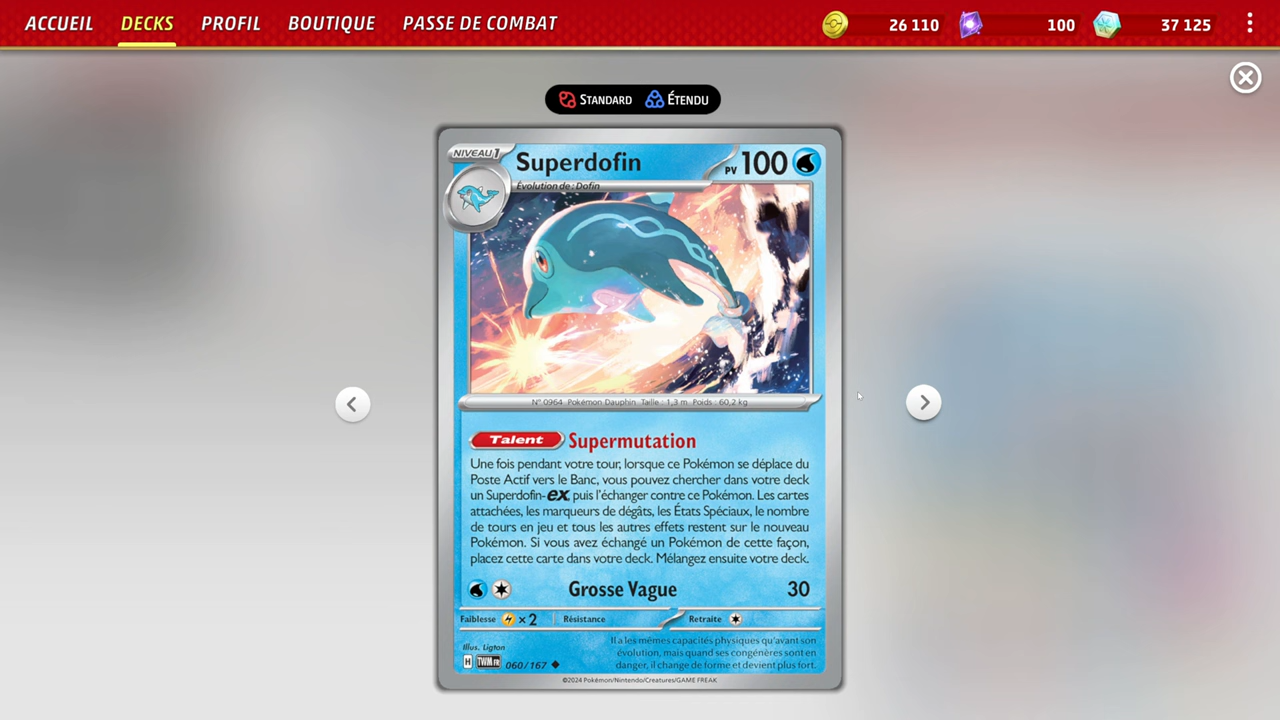 ACCUEIL DECKS PROFIL BOUTIQUE PASSE DE COMBAT 26 110 100 37 125
STANDARD ÉTENDU
NIVEAU 1 Superdofin PV 100
Évolution de : Dofin
N° 0964 Pokémon Dauphin Taille : 1,3 m Poids : 60,2 kg
Talent Supermutation
Une fois pendant votre tour, lorsque ce Pokémon se déplace du
Poste Actif vers le Banc, vous pouvez chercher dans votre deck
un Superdofin-ex, puis l'échanger contre ce Pokémon. Les cartes
attachées, les marqueurs de dégâts, les États Spéciaux, le nombre
de tours en jeu et tous les autres effets restent sur le nouveau
Pokémon. Si vous avez échangé un Pokémon de cette façon,
placez cette carte dans votre deck. Mélangez ensuite votre deck.
Grosse Vague 30
Faiblesse ×2 Résistance Retraite
Illus. Ligton
H TWM FR 060/167
Il a les mêmes capacités physiques qu'avant son
évolution, mais quand ses congénères sont en
danger, il change de forme et devient plus fort.
©2024 Pokémon/Nintendo/Creatures/GAME FREAK